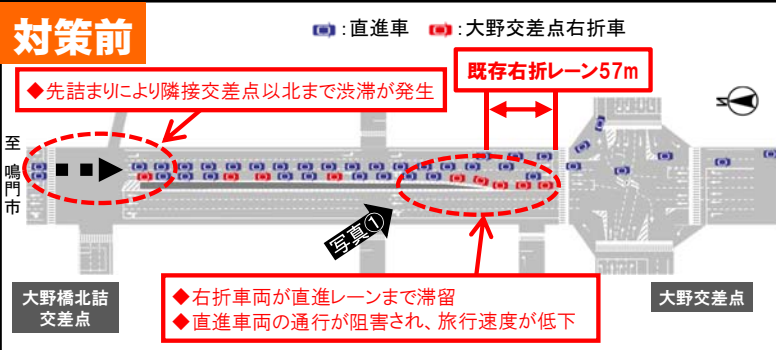 対策前
：直進車 ：大野交差点右折車
◆先詰まりにより隣接交差点以北まで渋滞が発生
既存右折レーン57m
至
鳴門市
写真①
大野橋北詰
交差点
◆右折車両が直進レーンまで滞留
◆直進車両の通行が阻害され、旅行速度が低下
大野交差点